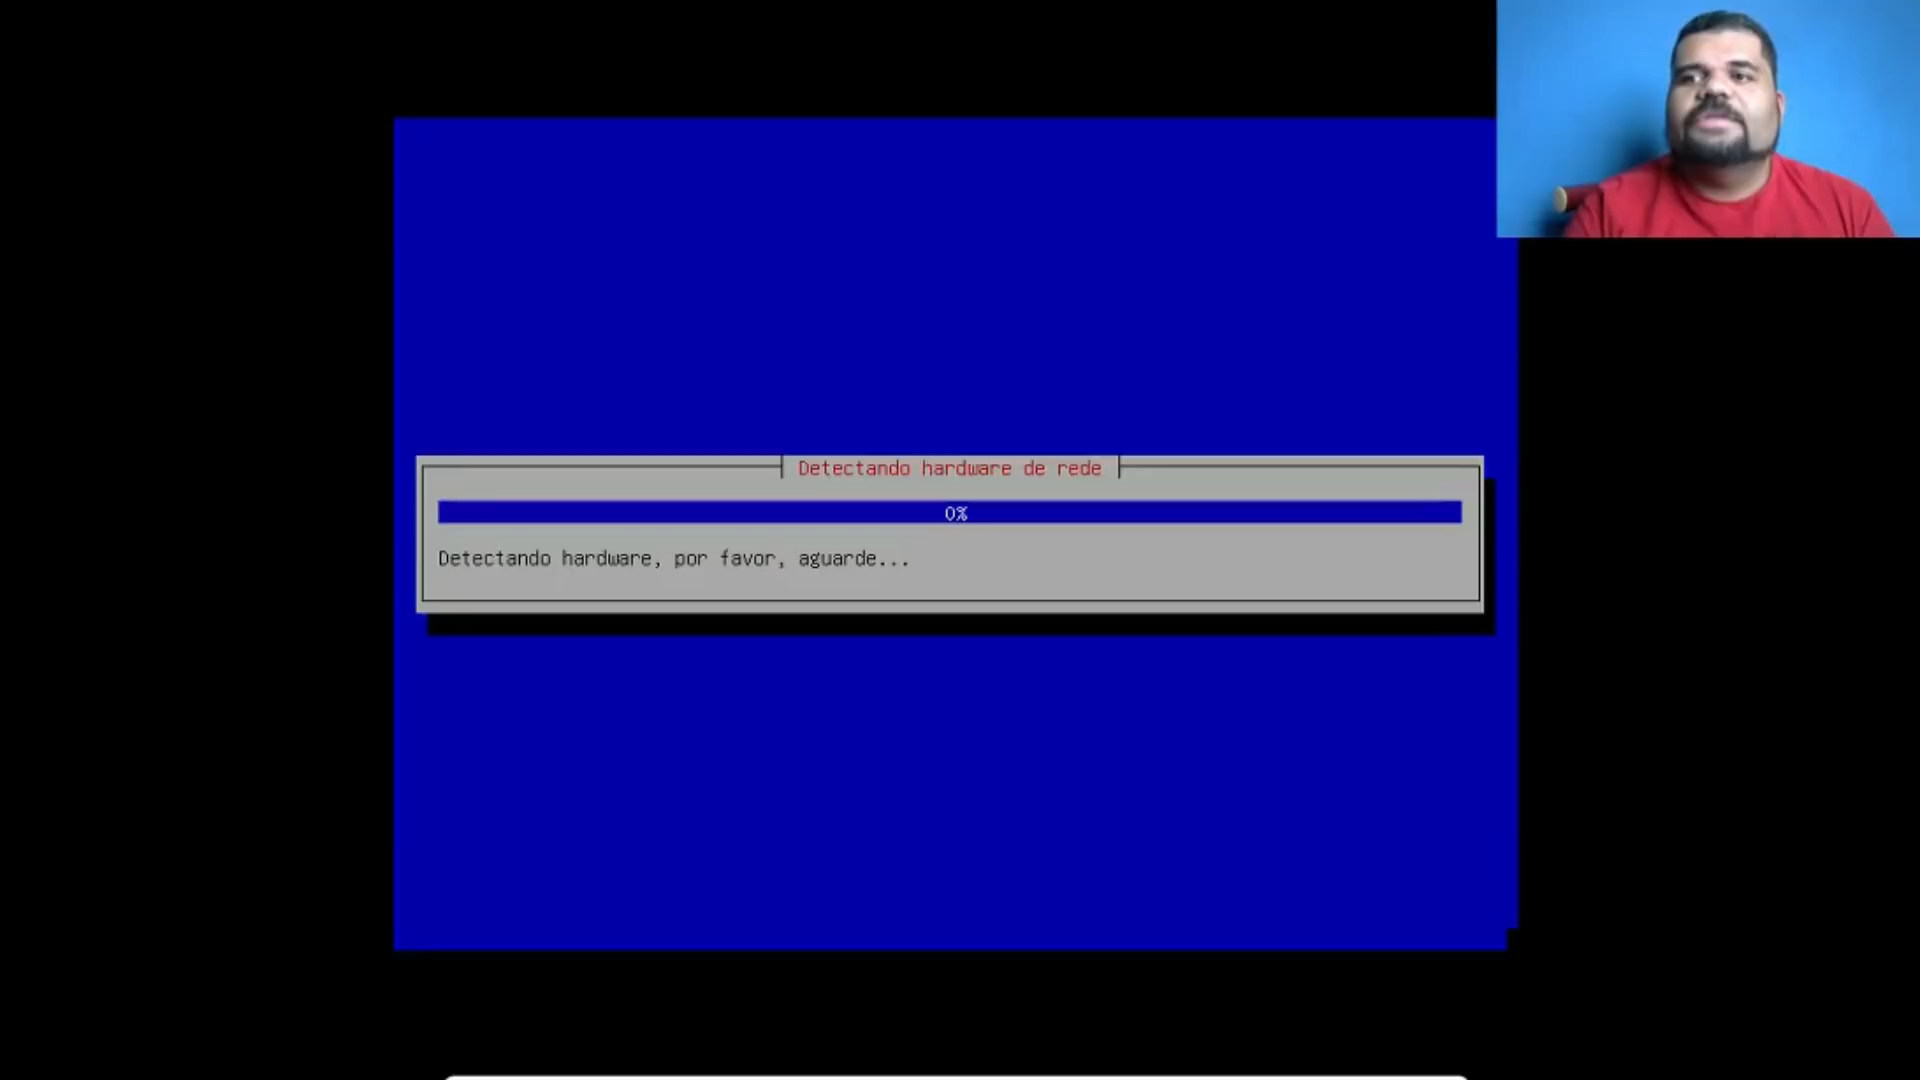 Detectando hardware de rede
0%
Detectando hardware, por favor, aguarde...